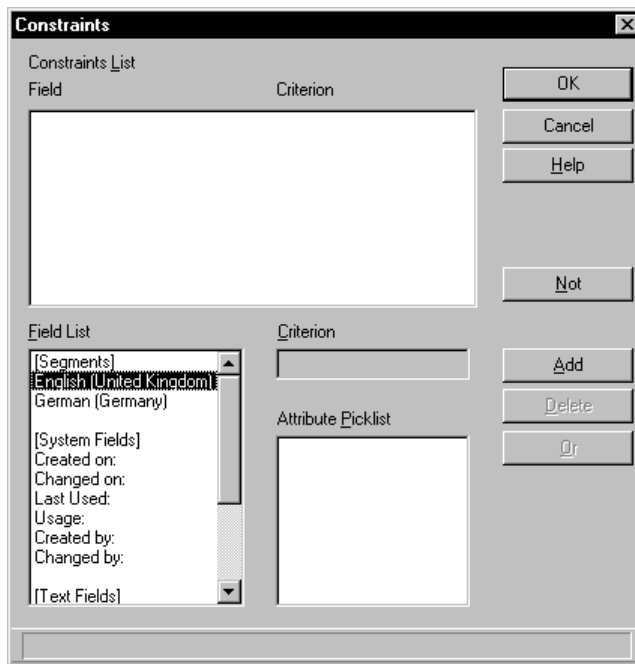 Constraints
Constraints List
Field Criterion
OK
Cancel
Help
Not
Field List
[Segments]
English (United Kingdom)
German (Germany)
[System Fields]
Created on:
Changed on:
Last Used:
Usage:
Created by:
Changed by:
[Text Fields]
Criterion
Attribute Picklist
Add
Delete
Or